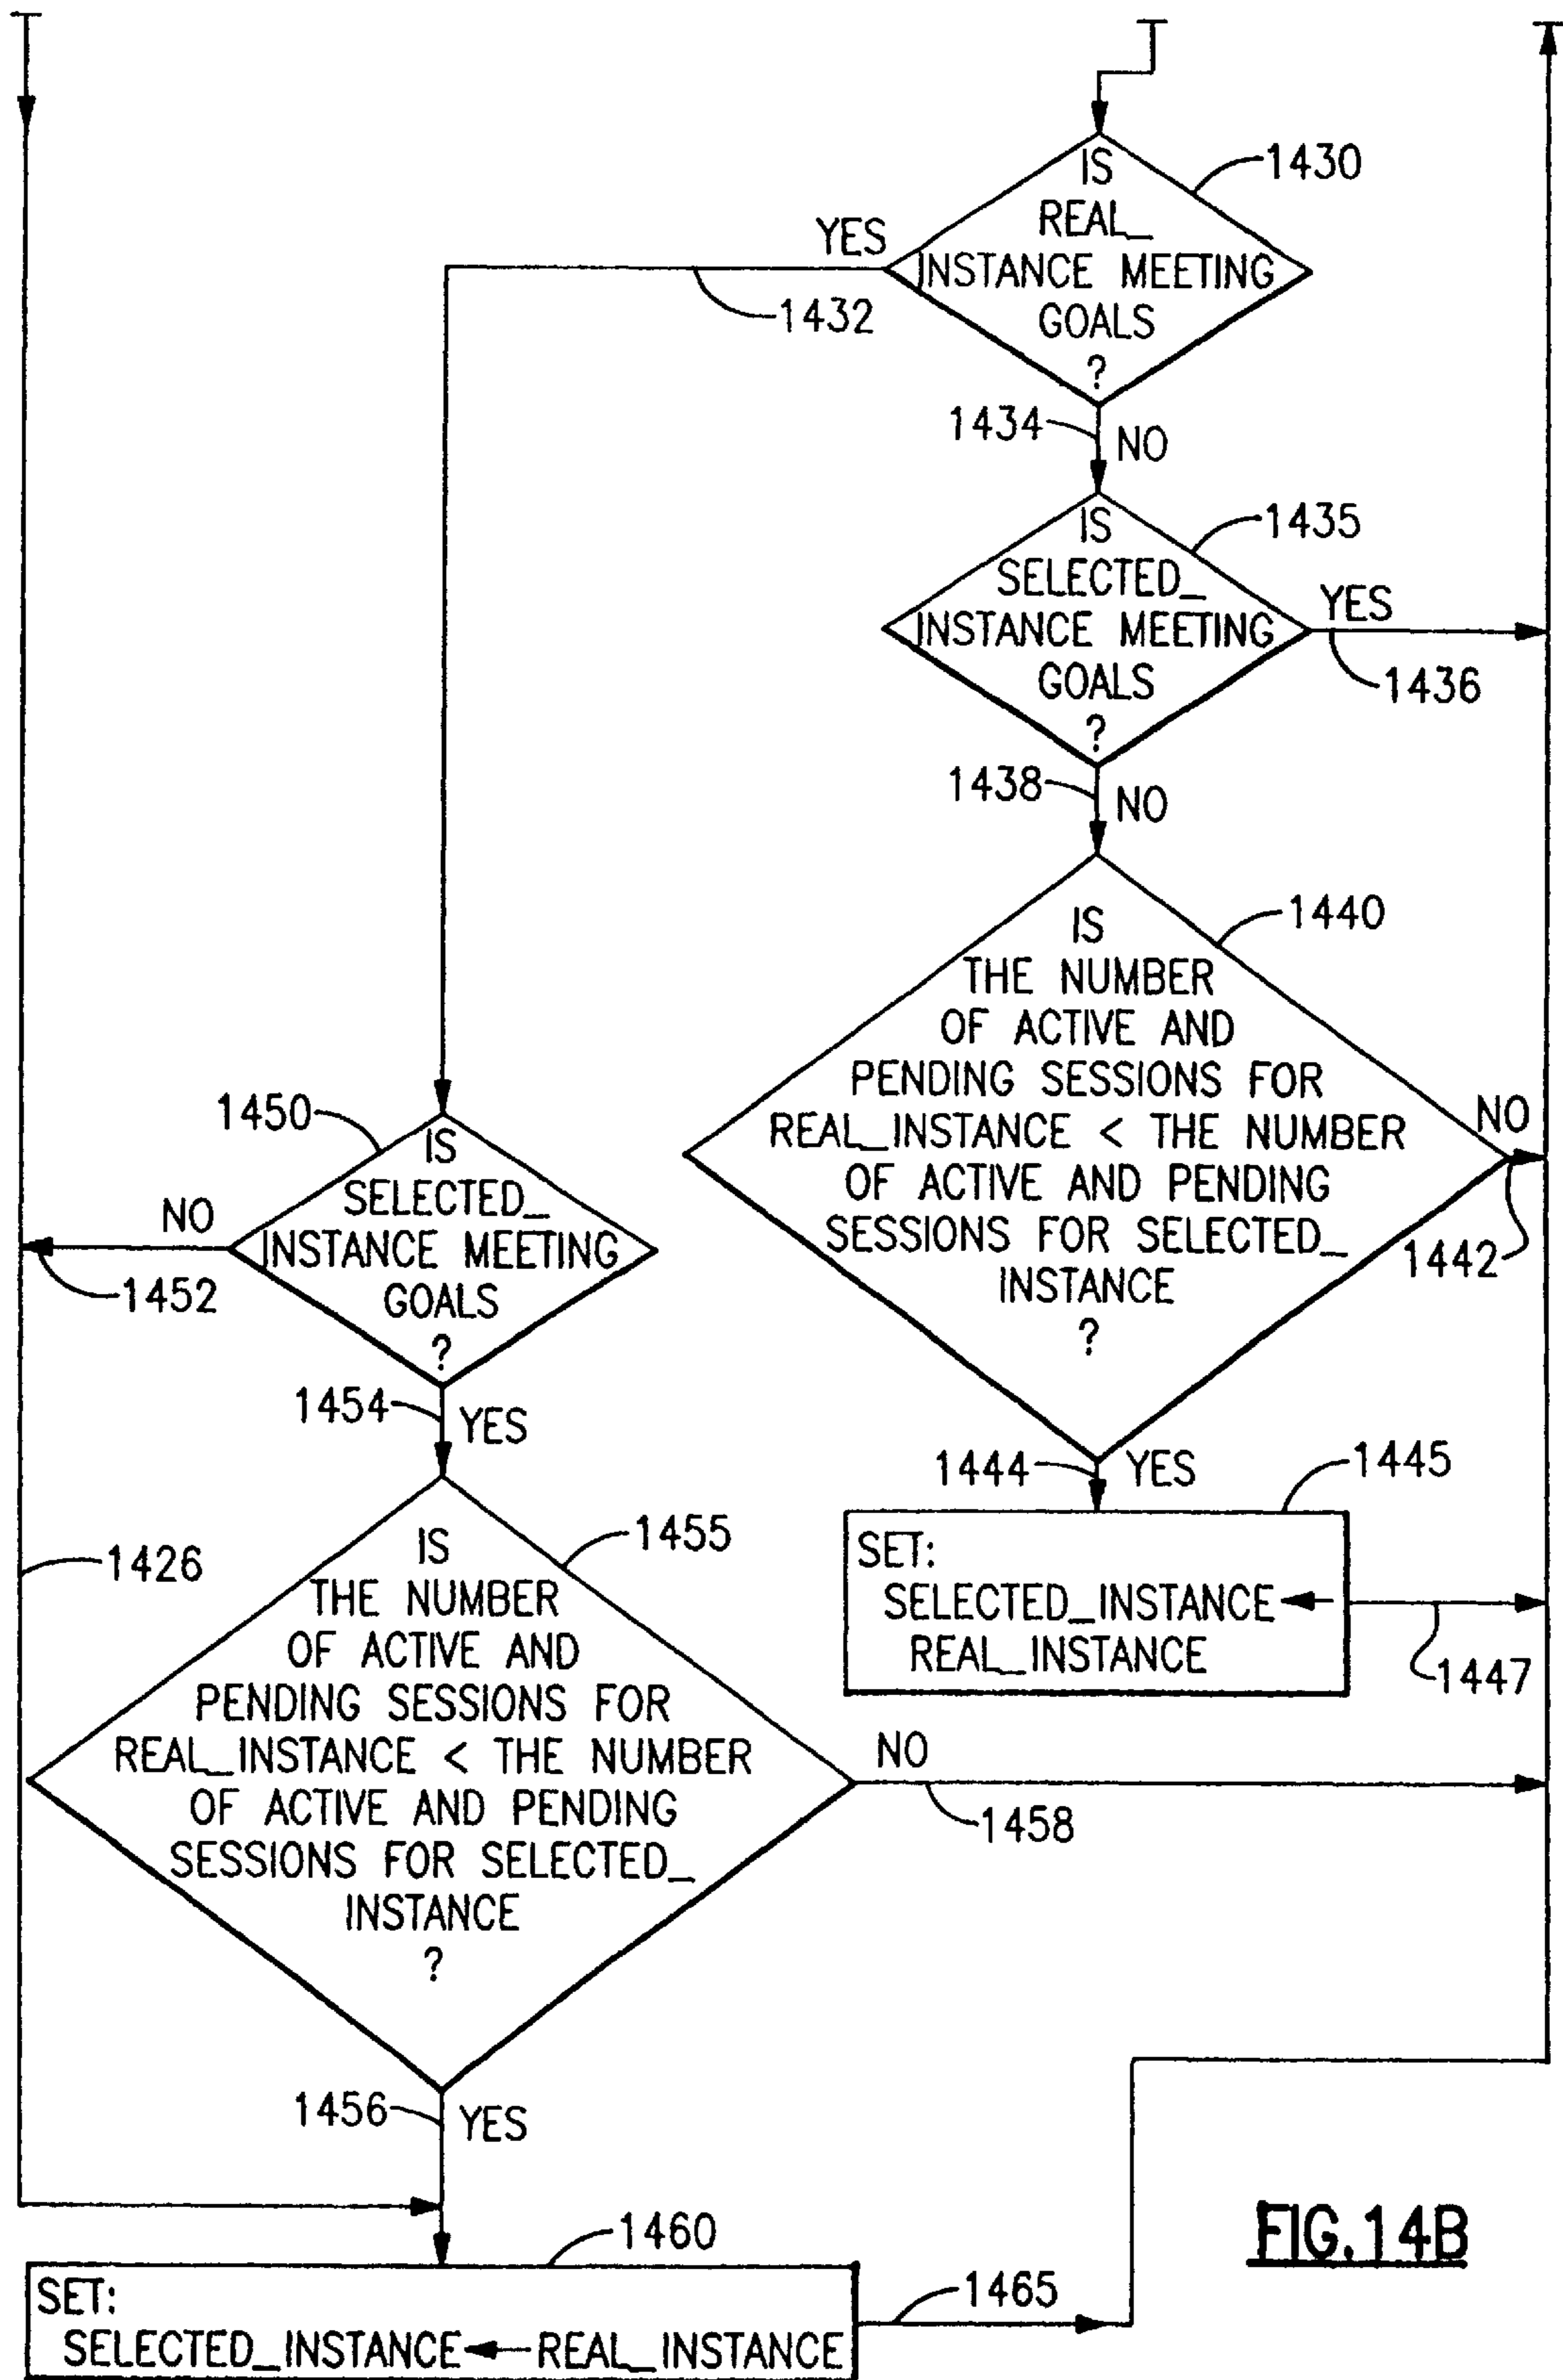 IS
REAL_
INSTANCE MEETING
GOALS
?
1430
YES
1432
1434
NO
IS
SELECTED_
INSTANCE MEETING
GOALS
?
1435
YES
1436
1438
NO
IS
THE NUMBER
OF ACTIVE AND
PENDING SESSIONS FOR
REAL_INSTANCE < THE NUMBER
OF ACTIVE AND PENDING
SESSIONS FOR SELECTED_
INSTANCE
?
1440
NO
1442
1444
YES
1445
SET:
SELECTED_INSTANCE ←
REAL_INSTANCE
1447
1450
IS
SELECTED_
INSTANCE MEETING
GOALS
?
NO
1452
1454
YES
1426
IS
THE NUMBER
OF ACTIVE AND
PENDING SESSIONS FOR
REAL_INSTANCE < THE NUMBER
OF ACTIVE AND PENDING
SESSIONS FOR SELECTED_
INSTANCE
?
1455
NO
1458
1456
YES
1460
SET:
SELECTED_INSTANCE ← REAL_INSTANCE
1465
FIG.14B